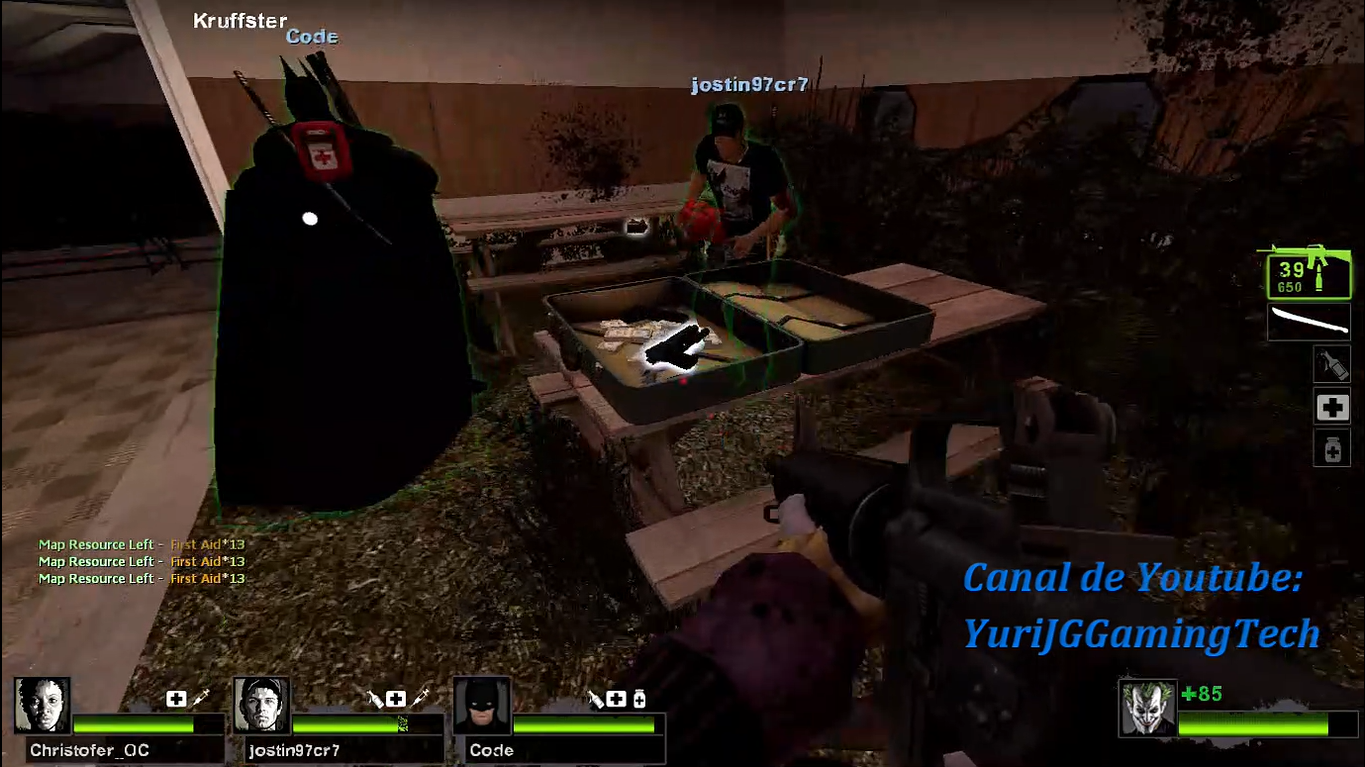 Kruffster
Code
jostin97cr7
39
650
Map Resource Left - First Aid*13
Map Resource Left - First Aid*13
Map Resource Left - First Aid*13
Canal de Youtube:
YuriJGGamingTech
+85
Christofer_OC
jostin97cr7
Code